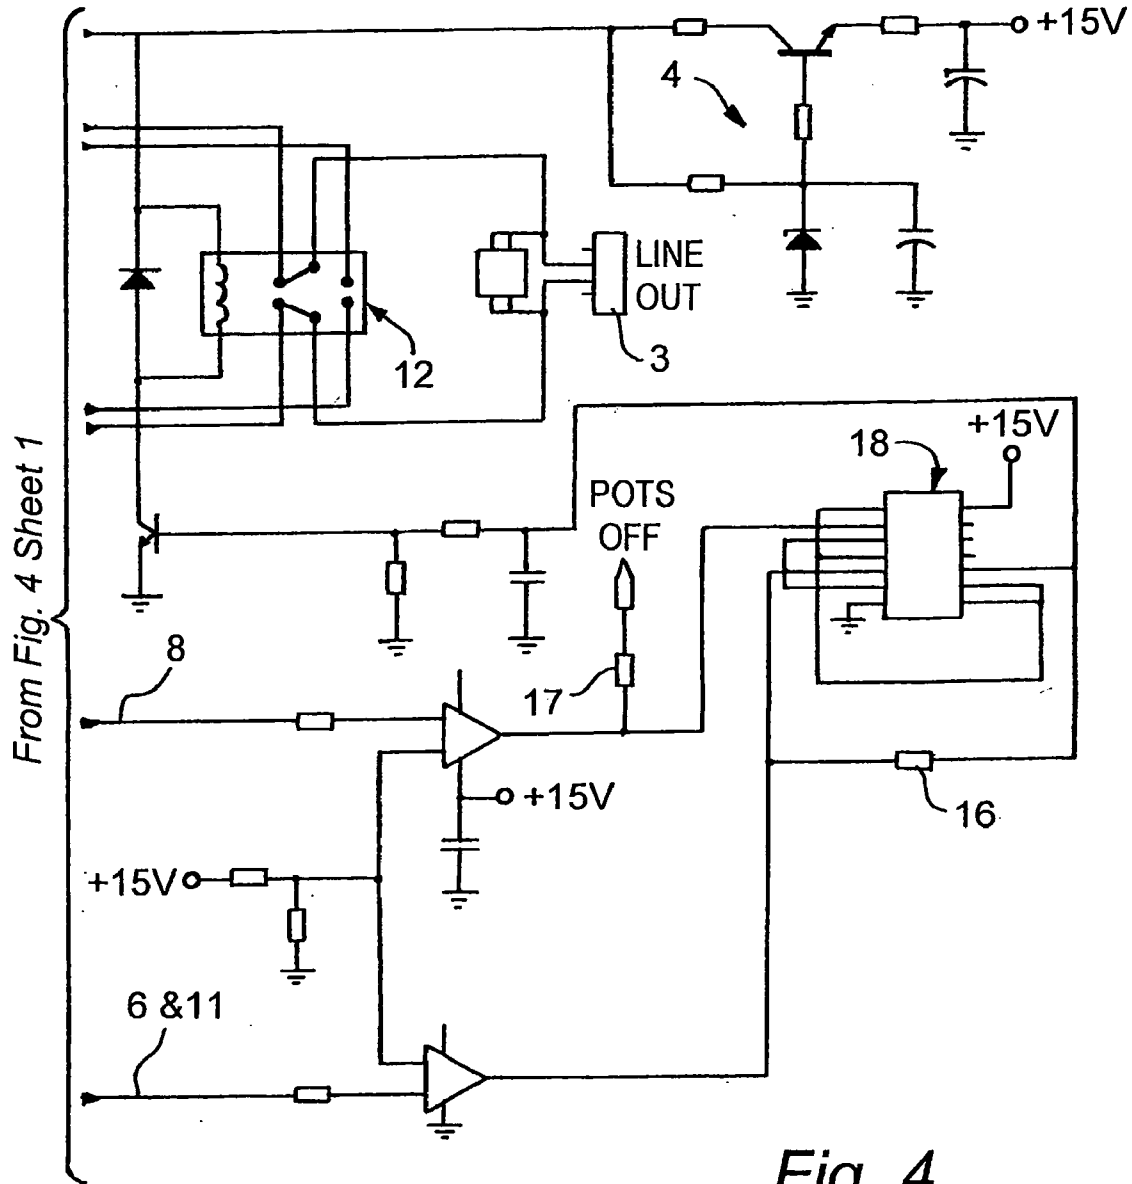 +15V
4
LINE
OUT
3
12
+15V
18
POTS
OFF
From Fig. 4 Sheet 1
8
17
+15V
16
+15V
6 &11
Fig. 4